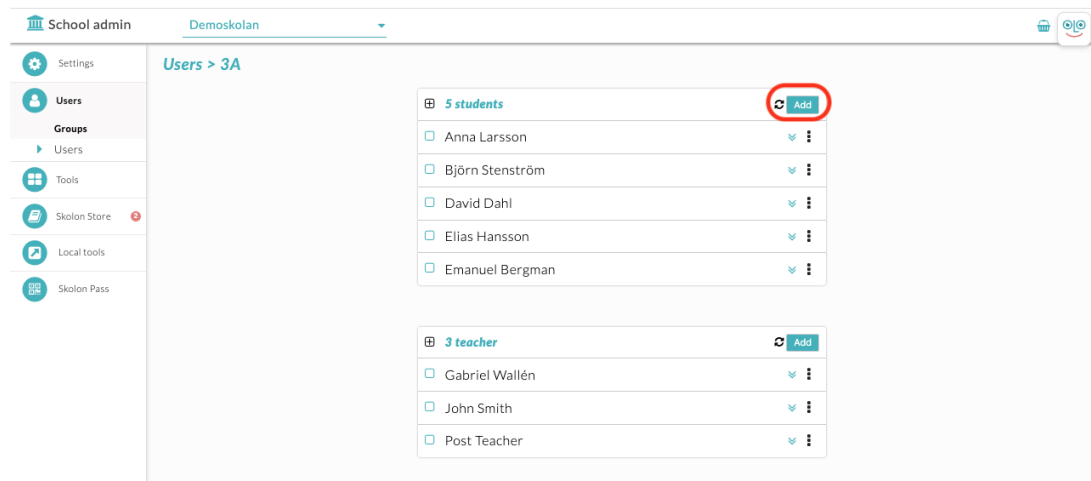 School admin
Demoskolan
Settings
Users
Groups
Users
Tools
Skolon Store 2
Local tools
Skolon Pass
Users > 3A
5 students Add
Anna Larsson
Björn Stenström
David Dahl
Elias Hansson
Emanuel Bergman
3 teacher Add
Gabriel Wallén
John Smith
Post Teacher